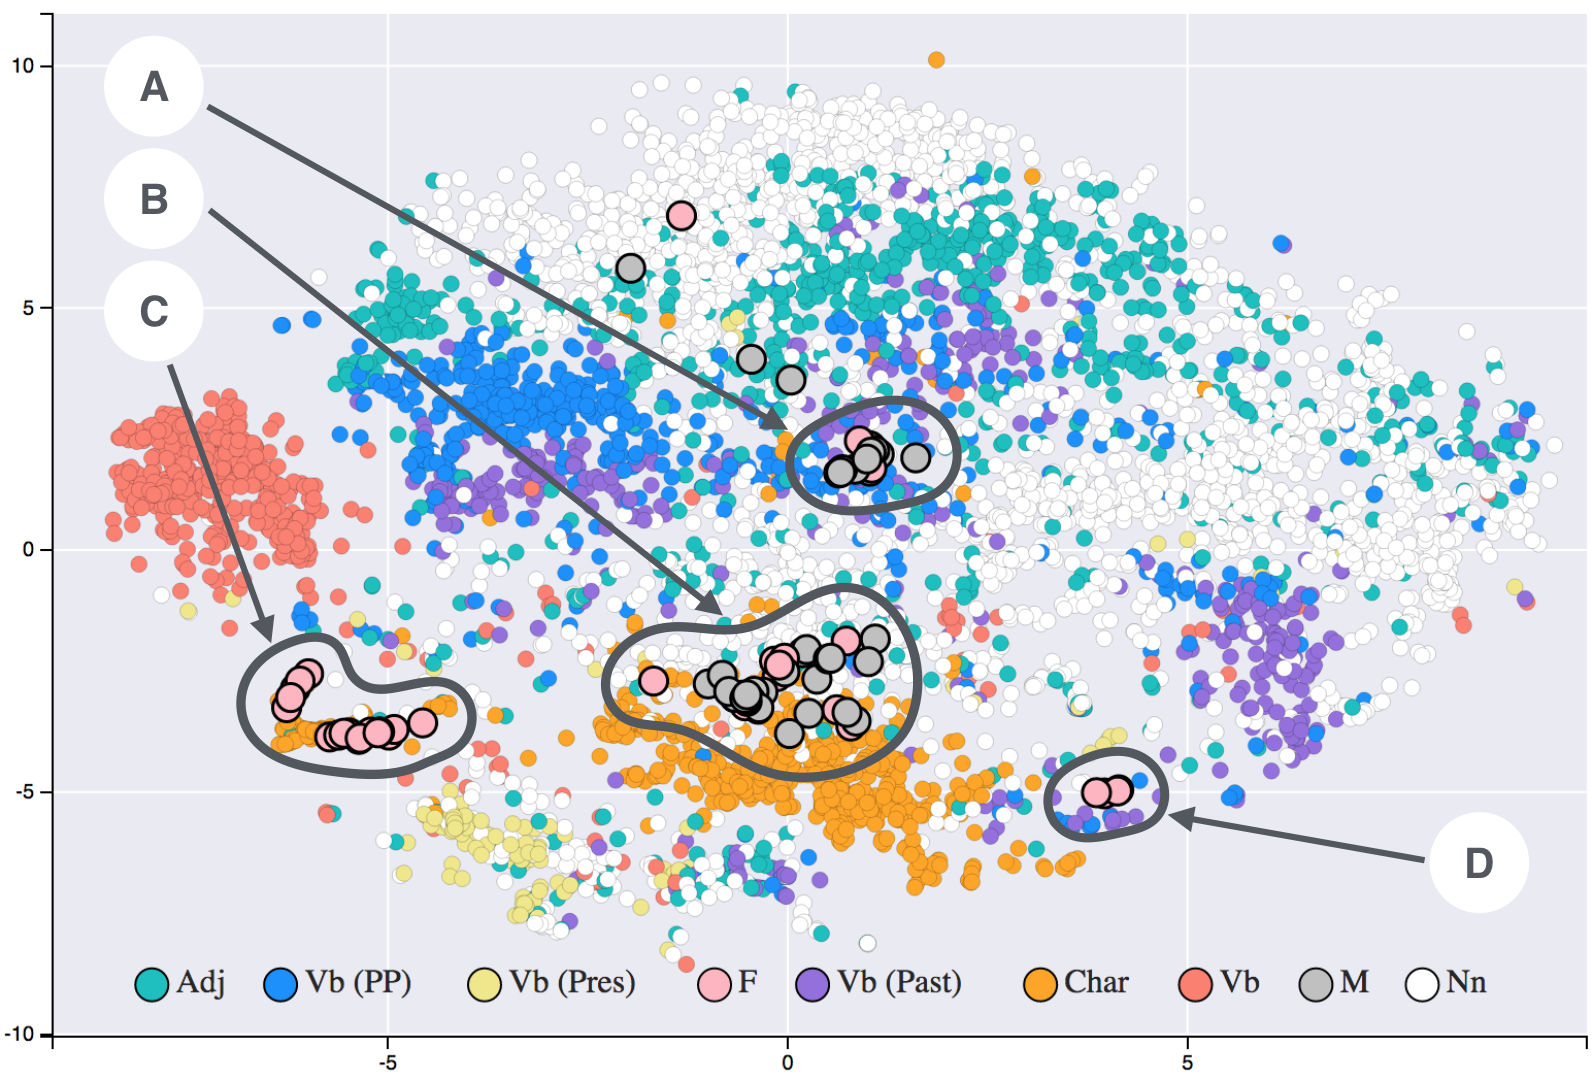 A
10
B
C
5
0
-5
D
Adj Vb (PP) Vb (Pres) F Vb (Past) Char Vb M Nn
-10
-5 0 5